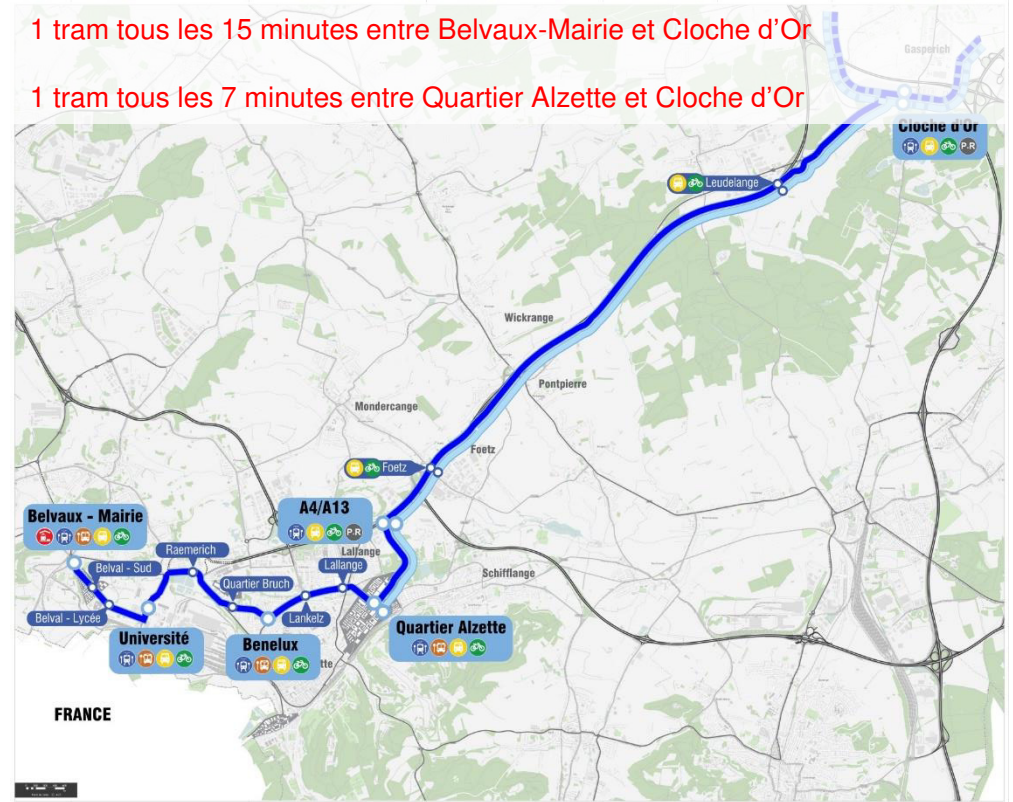 1 tram tous les 15 minutes entre Belvaux-Mairie et Cloche d'Or
1 tram tous les 7 minutes entre Quartier Alzette et Cloche d'Or
Gasperich
Cloche d'Or
P.R
Leudelange
Wickrange
Pontpierre
Mondercange
Foetz
Foetz
A4/A13
P.R
Belvaux - Mairie
Lallange
Raemerich
Lallange
Belval - Sud
Schifflange
Quartier Bruch
Belval - Lycée
Lankelz
Quartier Alzette
Université
Benelux
FRANCE